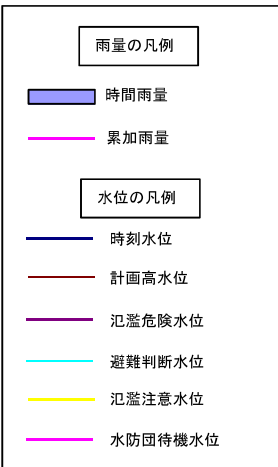 雨量の凡例
時間雨量
累加雨量
水位の凡例
時刻水位
計画高水位
氾濫危険水位
避難判断水位
氾濫注意水位
水防団待機水位